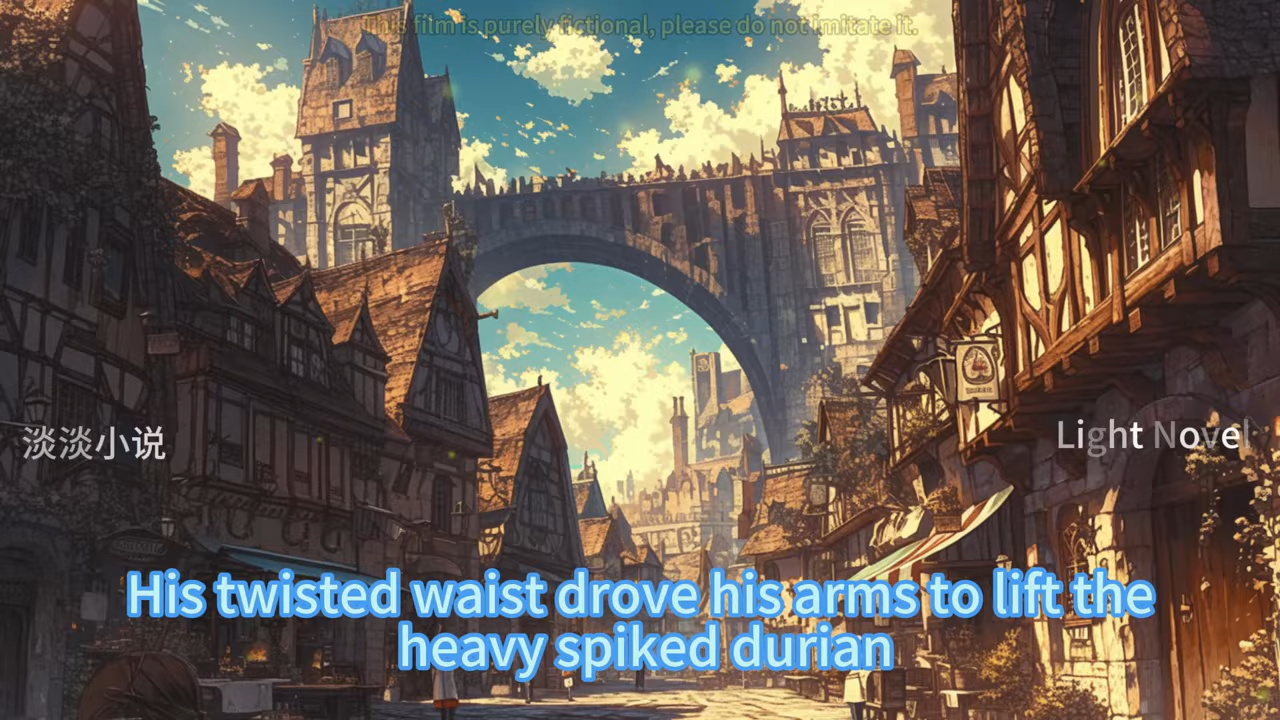 This film is purely fictional, please do not imitate it.
淡淡小说
Light Novel
His twisted waist drove his arms to lift the
heavy spiked durian